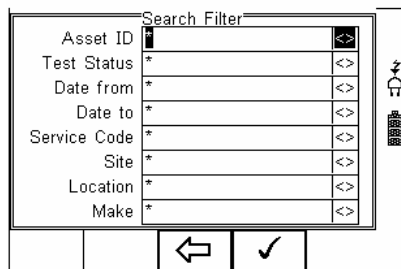 Search Filter
Asset ID * <>
Test Status * <>
Date from * <>
Date to * <>
Service Code * <>
Site * <>
Location * <>
Make * <>